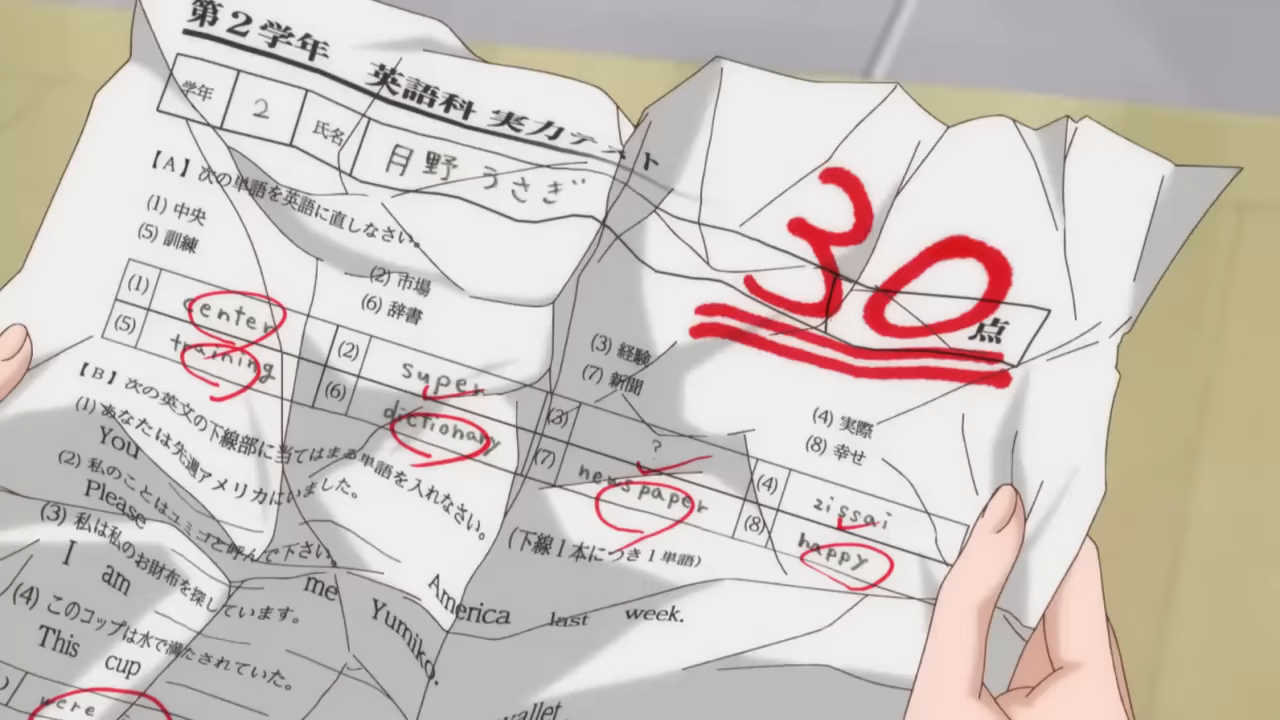 第2学年 英語科 実力テスト
学年 2 氏名 月野 うさぎ
30点
【A】次の単語を英語に直しなさい。
(1) 中央 (2) 市場 (3) 経験 (4) 実際
(5) 訓練 (6) 辞書 (7) 新聞 (8) 幸せ
(1) center (2) super (3) ? (4) zissai
(5) training (6) dictionary (7) newspaper (8) happy
【B】次の英文の下線部に当てはまる単語を入れなさい。 (下線1本につき1単語)
(1) あなたは先週アメリカにいました。
You America last week.
(2) 私のことはユミコと呼んで下さい。
Please me Yumiko.
(3) 私は私のお財布を探しています。
I am wallet.
(4) このコップは水で満たされていた。
This cup
were